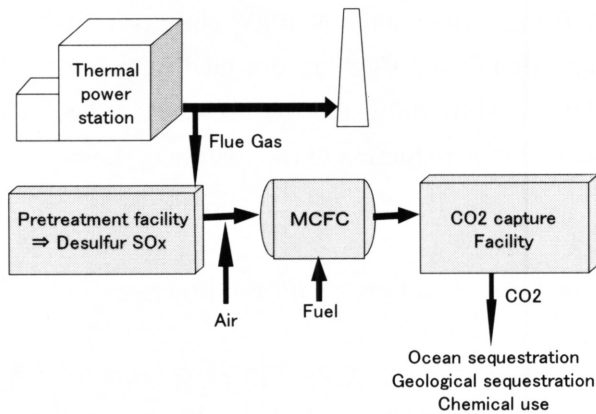 Thermal
power
station
Flue Gas
Pretreatment facility
⇒ Desulfur SOx
MCFC
CO2 capture
Facility
Air
Fuel
CO2
Ocean sequestration
Geological sequestration
Chemical use